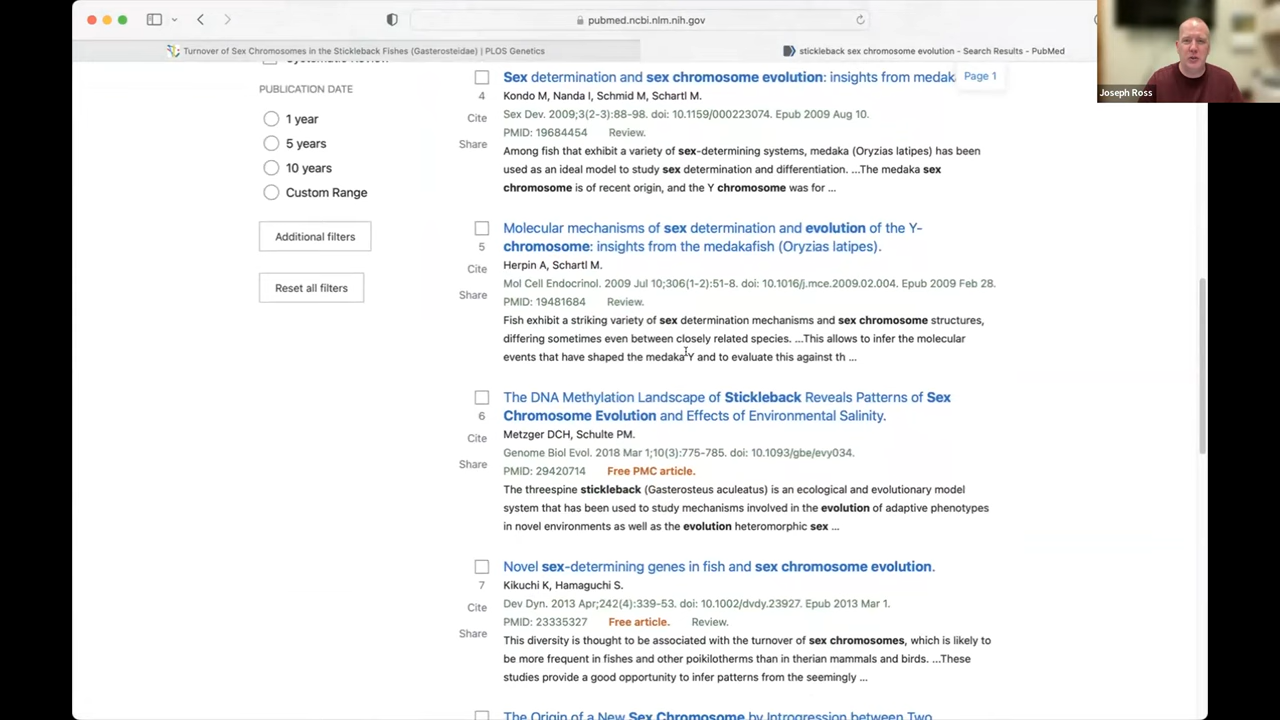 pubmed.ncbi.nlm.nih.gov
Turnover of Sex Chromosomes in the Stickleback Fishes (Gasterosteidae) | PLOS Genetics
stickleback sex chromosome evolution - Search Results - PubMed
Joseph Ross
Systematic Review
PUBLICATION DATE
1 year
5 years
10 years
Custom Range
Additional filters
Reset all filters
Page 1
Sex determination and sex chromosome evolution: insights from medak
4
Kondo M, Nanda I, Schmid M, Schartl M.
Cite
Sex Dev. 2009;3(2-3):88-98. doi: 10.1159/000223074. Epub 2009 Aug 10.
PMID: 19684454 Review.
Share
Among fish that exhibit a variety of sex-determining systems, medaka (Oryzias latipes) has been
used as an ideal model to study sex determination and differentiation. ...The medaka sex
chromosome is of recent origin, and the Y chromosome was for ...
Molecular mechanisms of sex determination and evolution of the Y-
5
chromosome: insights from the medakafish (Oryzias latipes).
Cite
Herpin A, Schartl M.
Mol Cell Endocrinol. 2009 Jul 10;306(1-2):51-8. doi: 10.1016/j.mce.2009.02.004. Epub 2009 Feb 28.
Share
PMID: 19481684 Review.
Fish exhibit a striking variety of sex determination mechanisms and sex chromosome structures,
differing sometimes even between closely related species. ...This allows to infer the molecular
events that have shaped the medaka Y and to evaluate this against th ...
The DNA Methylation Landscape of Stickleback Reveals Patterns of Sex
6
Chromosome Evolution and Effects of Environmental Salinity.
Cite
Metzger DCH, Schulte PM.
Genome Biol Evol. 2018 Mar 1;10(3):775-785. doi: 10.1093/gbe/evy034.
Share
PMID: 29420714 Free PMC article.
The threespine stickleback (Gasterosteus aculeatus) is an ecological and evolutionary model
system that has been used to study mechanisms involved in the evolution of adaptive phenotypes
in novel environments as well as the evolution heteromorphic sex ...
Novel sex-determining genes in fish and sex chromosome evolution.
7
Kikuchi K, Hamaguchi S.
Cite
Dev Dyn. 2013 Apr;242(4):339-53. doi: 10.1002/dvdy.23927. Epub 2013 Mar 1.
PMID: 23335327 Free article. Review.
Share
This diversity is thought to be associated with the turnover of sex chromosomes, which is likely to
be more frequent in fishes and other poikilotherms than in therian mammals and birds. ...These
studies provide a good opportunity to infer patterns from the seemingly ...
The Origin of a New Sex Chromosome by Introgression between Two